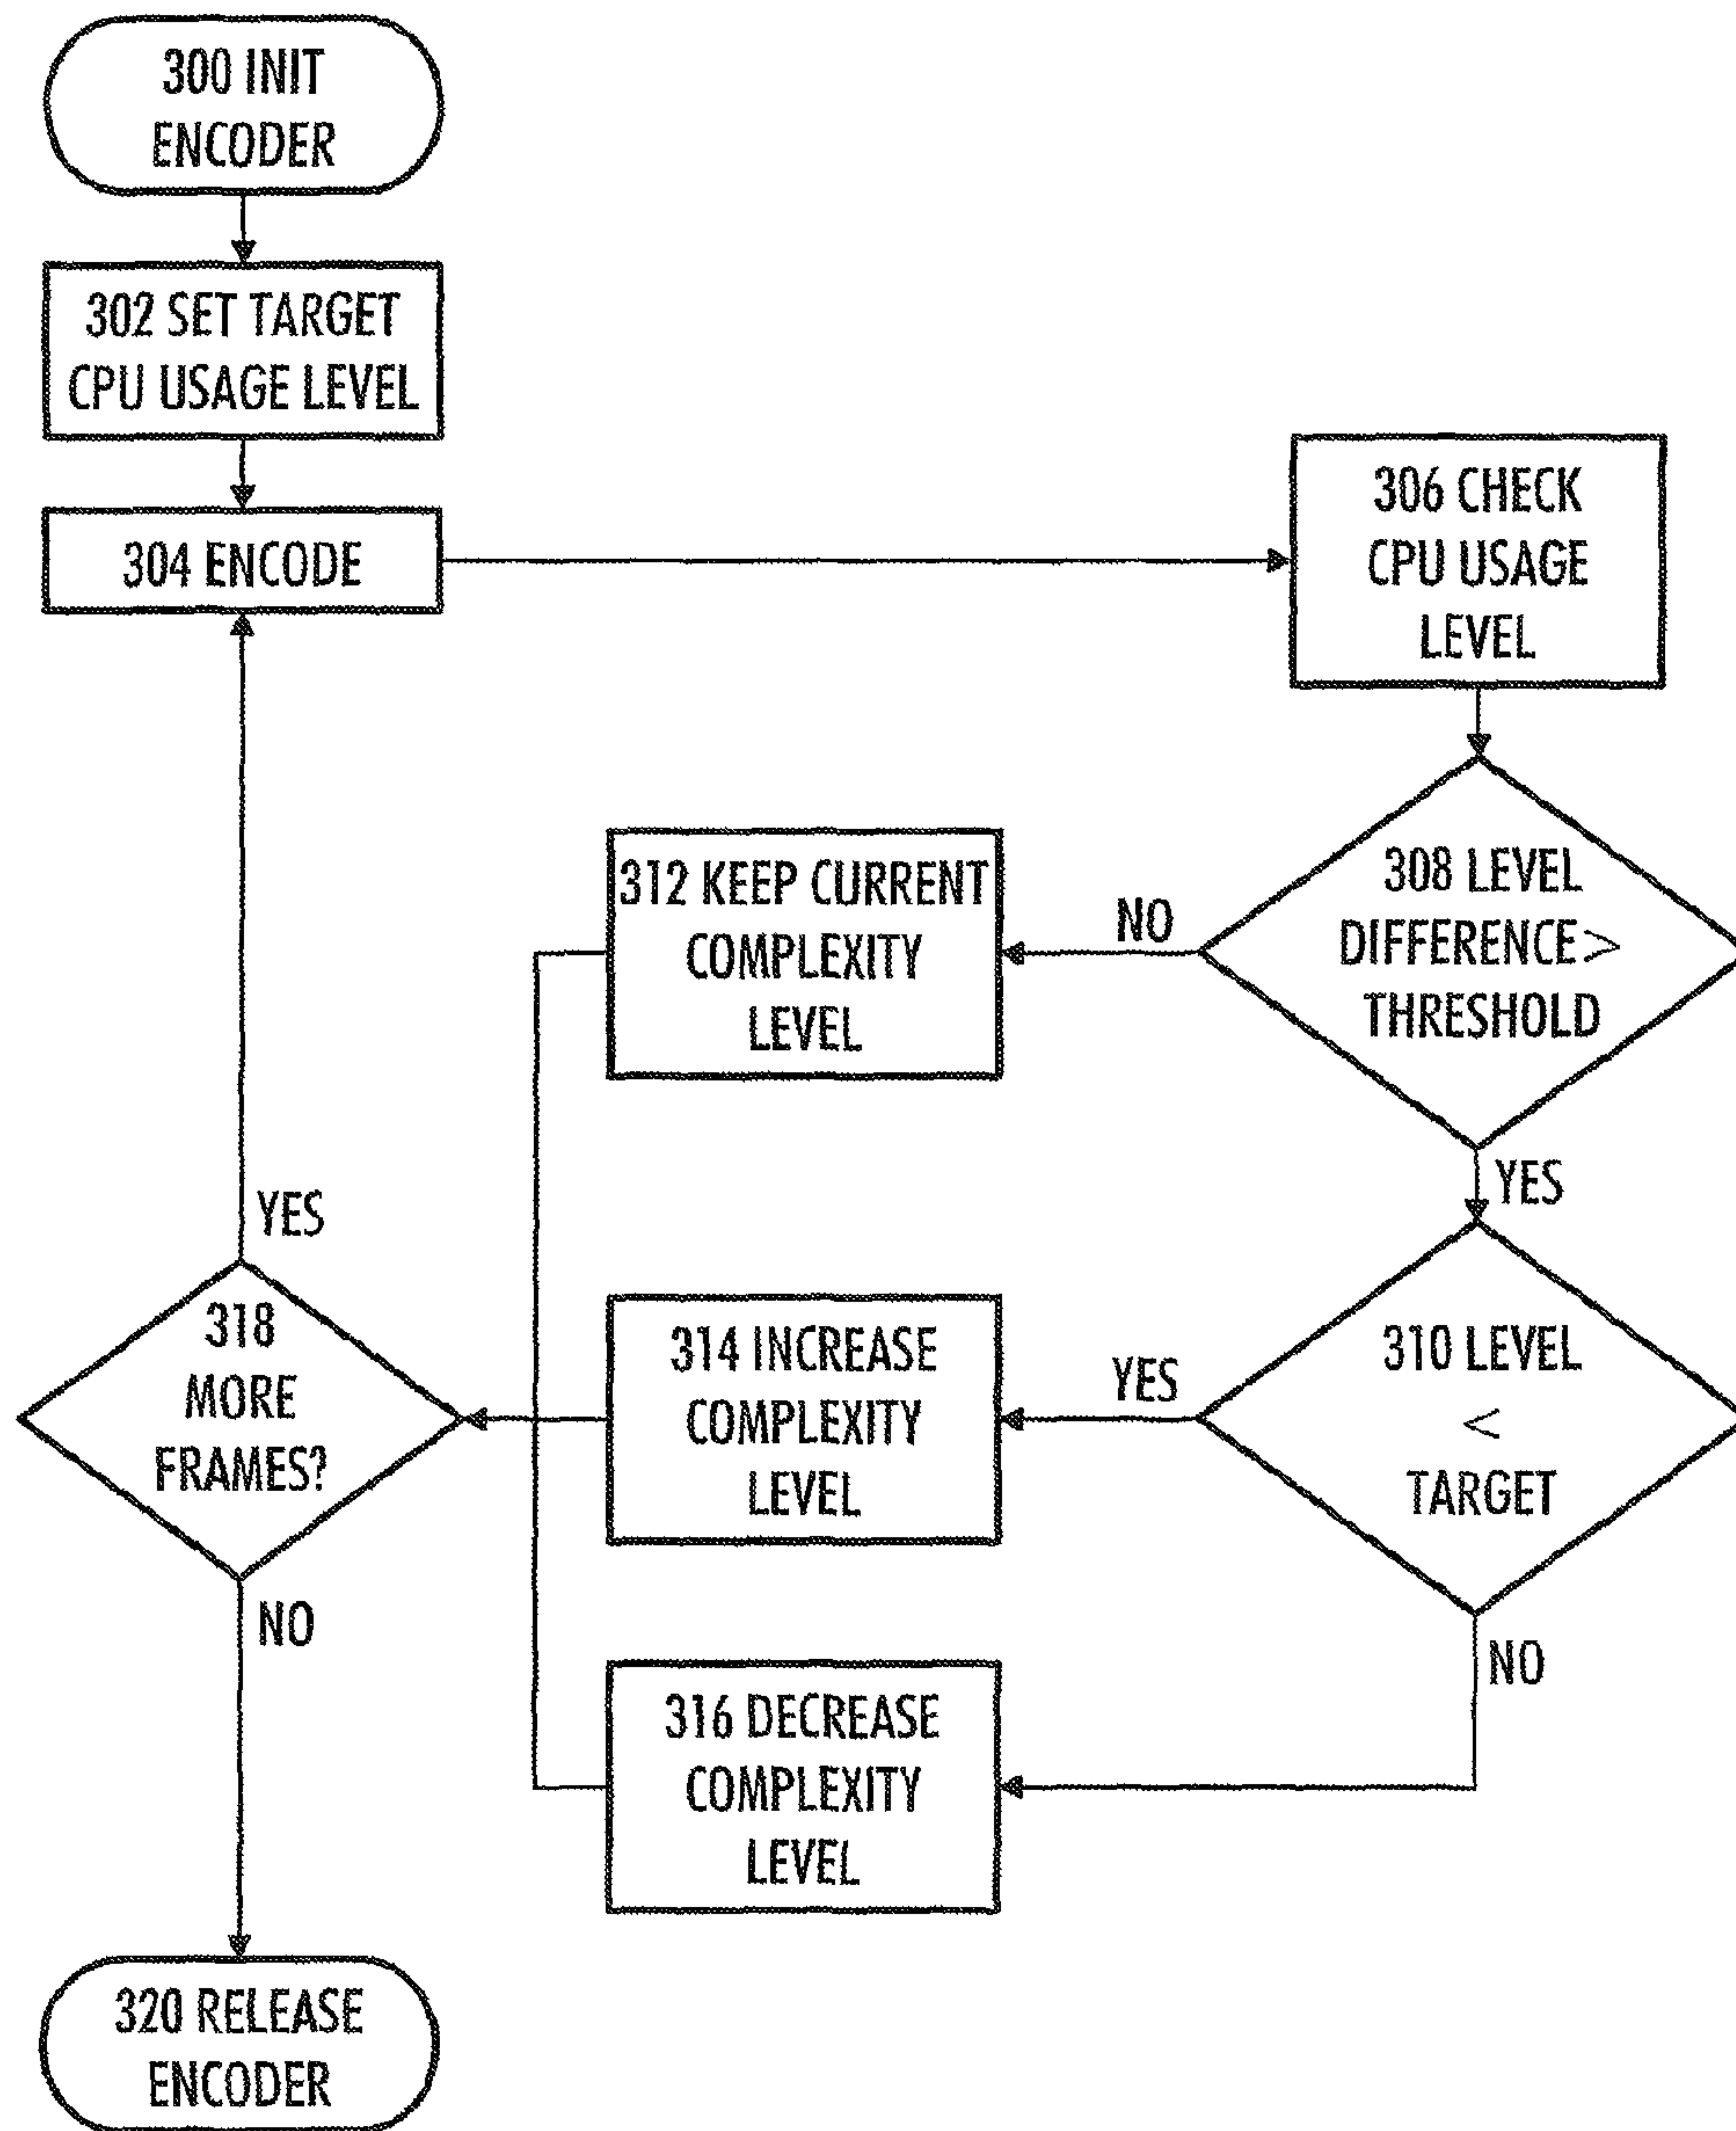 300 INIT
ENCODER
302 SET TARGET
CPU USAGE LEVEL
304 ENCODE
306 CHECK
CPU USAGE
LEVEL
308 LEVEL
DIFFERENCE >
THRESHOLD
NO
312 KEEP CURRENT
COMPLEXITY
LEVEL
YES
310 LEVEL
<
TARGET
YES
314 INCREASE
COMPLEXITY
LEVEL
NO
316 DECREASE
COMPLEXITY
LEVEL
318
MORE
FRAMES?
YES
NO
320 RELEASE
ENCODER